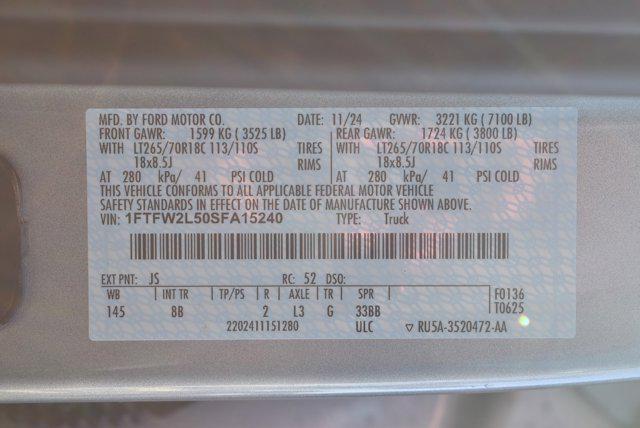 MFD. BY FORD MOTOR CO. DATE: 11/24 GVWR: 3221 KG ( 7100 LB)
FRONT GAWR: 1599 KG ( 3525 LB) REAR GAWR: 1724 KG ( 3800 LB)
WITH LT265/70R18C 113/110S TIRES WITH LT265/70R18C 113/110S TIRES
18x8.5J RIMS 18x8.5J RIMS
AT 280 kPa/ 41 PSI COLD AT 280 kPa/ 41 PSI COLD
THIS VEHICLE CONFORMS TO ALL APPLICABLE FEDERAL MOTOR VEHICLE
SAFETY STANDARDS IN EFFECT ON THE DATE OF MANUFACTURE SHOWN ABOVE.
VIN: 1FTFW2L50SFA15240 TYPE: Truck
EXT PNT: JS RC: 52 DSO:
WB INT TR TP/PS R AXLE TR SPR F0136
145 8B 2 L3 G 33BB T0625
2202411151280 ULC ▽ RU5A-3520472-AA